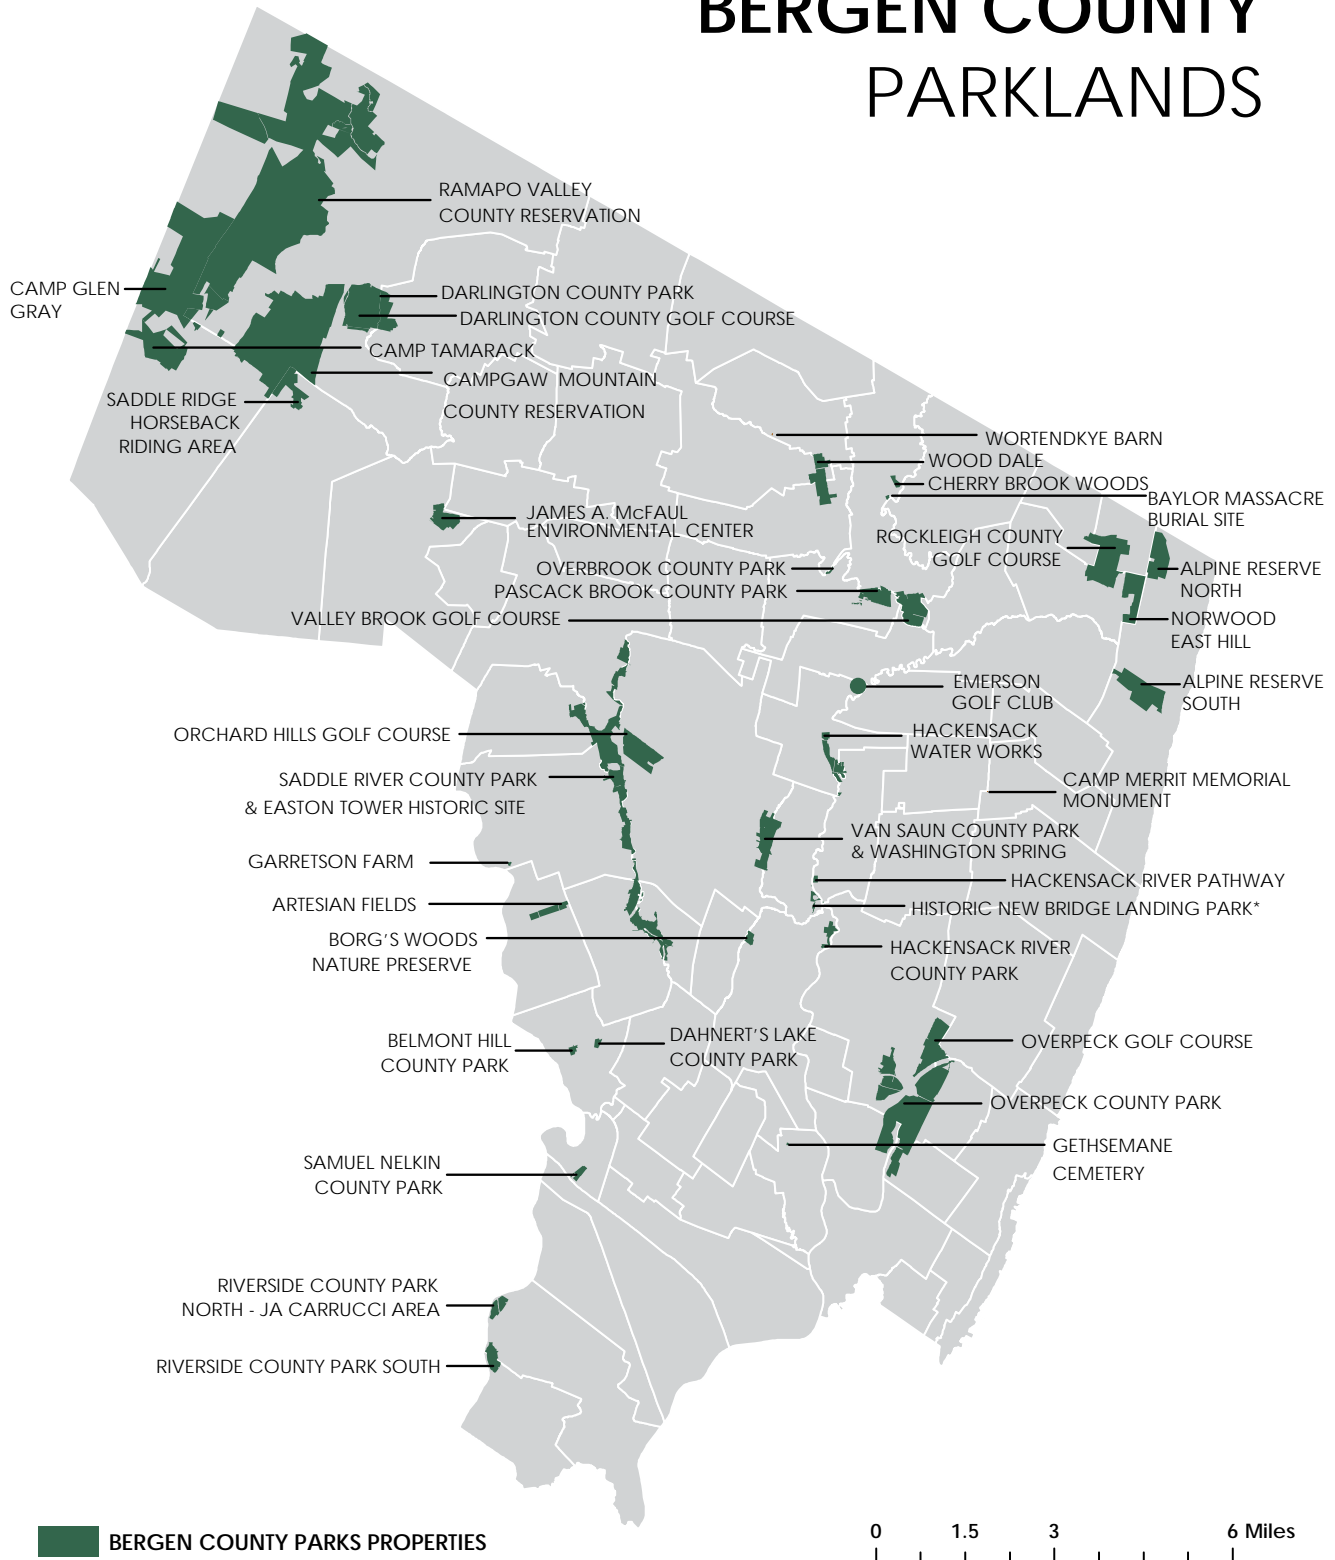 BERGEN COUNTY
PARKLANDS
RAMAPO VALLEY
COUNTY RESERVATION
CAMP GLEN
GRAY
DARLINGTON COUNTY PARK
DARLINGTON COUNTY GOLF COURSE
CAMP TAMARACK
CAMPGAW MOUNTAIN
COUNTY RESERVATION
SADDLE RIDGE
HORSEBACK
RIDING AREA
WORTENDKYE BARN
WOOD DALE
CHERRY BROOK WOODS
BAYLOR MASSACRE
BURIAL SITE
JAMES A. McFAUL
ENVIRONMENTAL CENTER
ROCKLEIGH COUNTY
GOLF COURSE
OVERBROOK COUNTY PARK
PASCACK BROOK COUNTY PARK
VALLEY BROOK GOLF COURSE
ALPINE RESERVE
NORTH
NORWOOD
EAST HILL
EMERSON
GOLF CLUB
ALPINE RESERVE
SOUTH
ORCHARD HILLS GOLF COURSE
HACKENSACK
WATER WORKS
SADDLE RIVER COUNTY PARK
& EASTON TOWER HISTORIC SITE
CAMP MERRIT MEMORIAL
MONUMENT
VAN SAUN COUNTY PARK
& WASHINGTON SPRING
GARRETSON FARM
HACKENSACK RIVER PATHWAY
ARTESIAN FIELDS
HISTORIC NEW BRIDGE LANDING PARK*
BORG'S WOODS
NATURE PRESERVE
HACKENSACK RIVER
COUNTY PARK
BELMONT HILL
COUNTY PARK
DAHNERT'S LAKE
COUNTY PARK
OVERPECK GOLF COURSE
OVERPECK COUNTY PARK
GETHSEMANE
CEMETERY
SAMUEL NELKIN
COUNTY PARK
RIVERSIDE COUNTY PARK
NORTH - JA CARRUCCI AREA
RIVERSIDE COUNTY PARK SOUTH
BERGEN COUNTY PARKS PROPERTIES
0 1.5 3 6 Miles